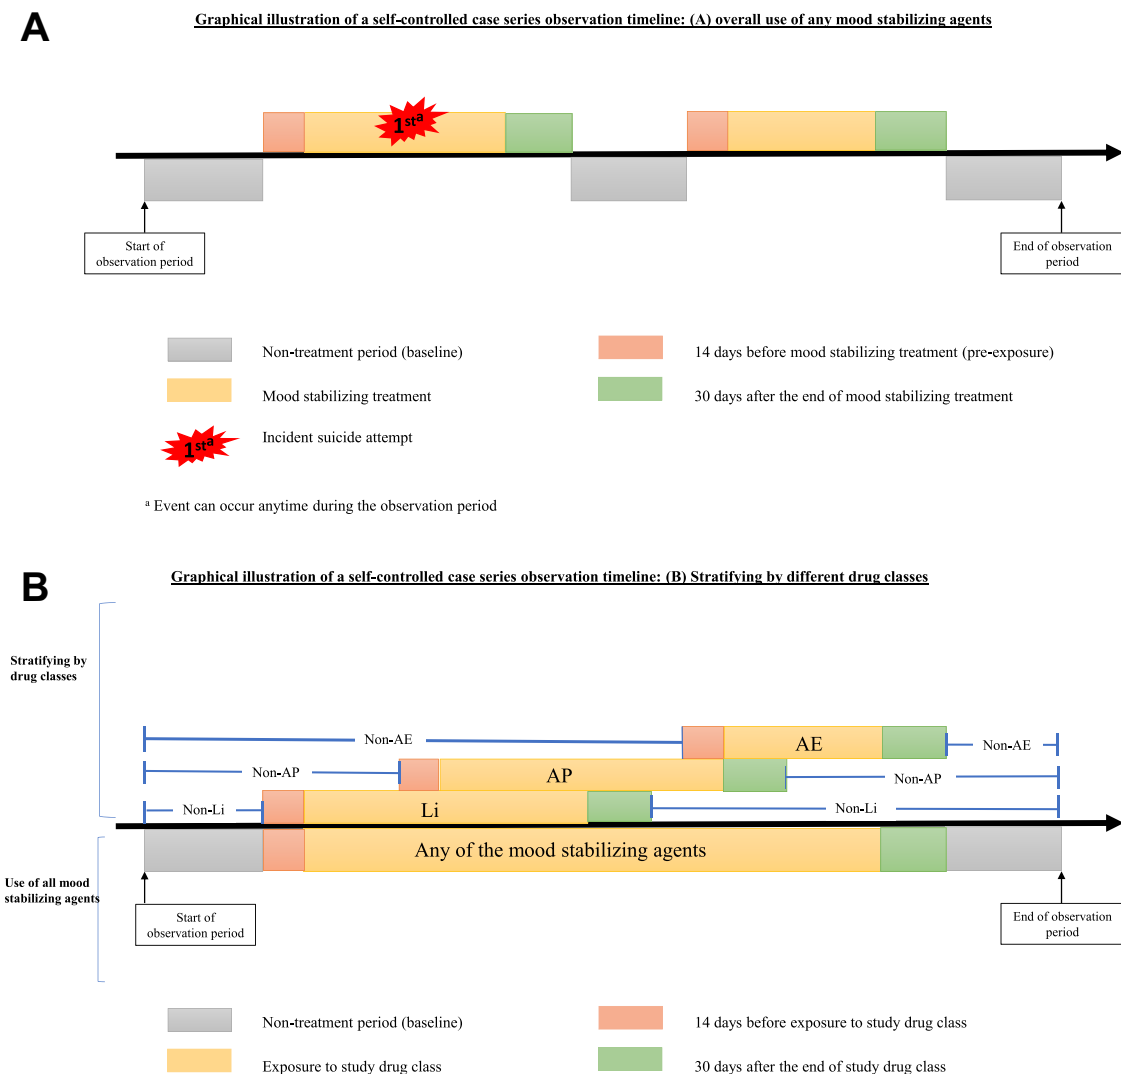 A
Graphical illustration of a self-controlled case series observation timeline: (A) overall use of any mood stabilizing agents
1st a
Start of
observation period
End of observation
period
Non-treatment period (baseline)
14 days before mood stabilizing treatment (pre-exposure)
Mood stabilizing treatment
30 days after the end of mood stabilizing treatment
1st a
Incident suicide attempt
a Event can occur anytime during the observation period
B
Graphical illustration of a self-controlled case series observation timeline: (B) Stratifying by different drug classes
Stratifying by
drug classes
Non-AE
AE
Non-AE
Non-AP
AP
Non-AP
Non-Li
Li
Non-Li
Any of the mood stabilizing agents
Use of all mood
stabilizing agents
Start of
observation period
End of observation
period
Non-treatment period (baseline)
14 days before exposure to study drug class
Exposure to study drug class
30 days after the end of study drug class